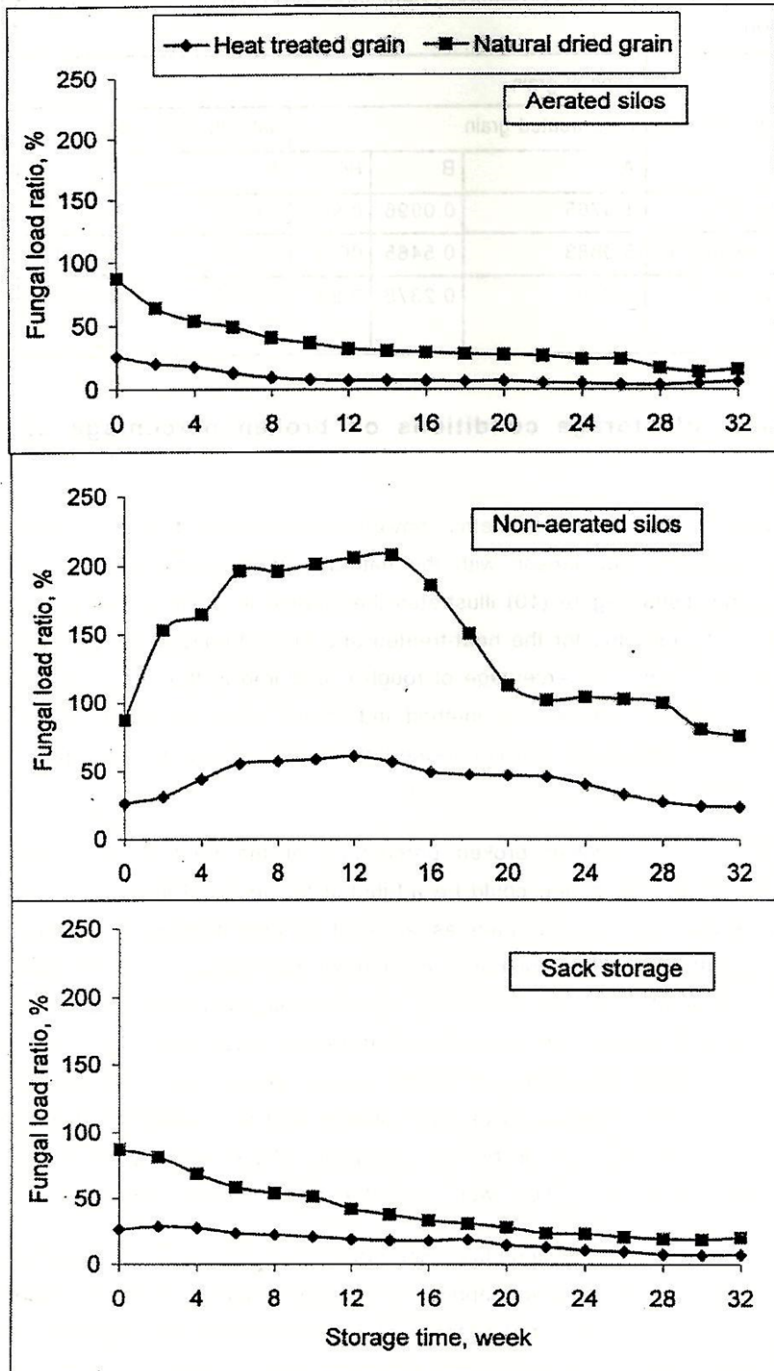 Heat treated grain Natural dried grain
250
200
150
100
50
0
Fungal load ratio, %
Aerated silos
0 4 8 12 16 20 24 28 32
250
200
150
100
50
0
Fungal load ratio, %
Non-aerated silos
0 4 8 12 16 20 24 28 32
250
200
150
100
50
0
Fungal load ratio, %
Sack storage
0 4 8 12 16 20 24 28 32
Storage time, week